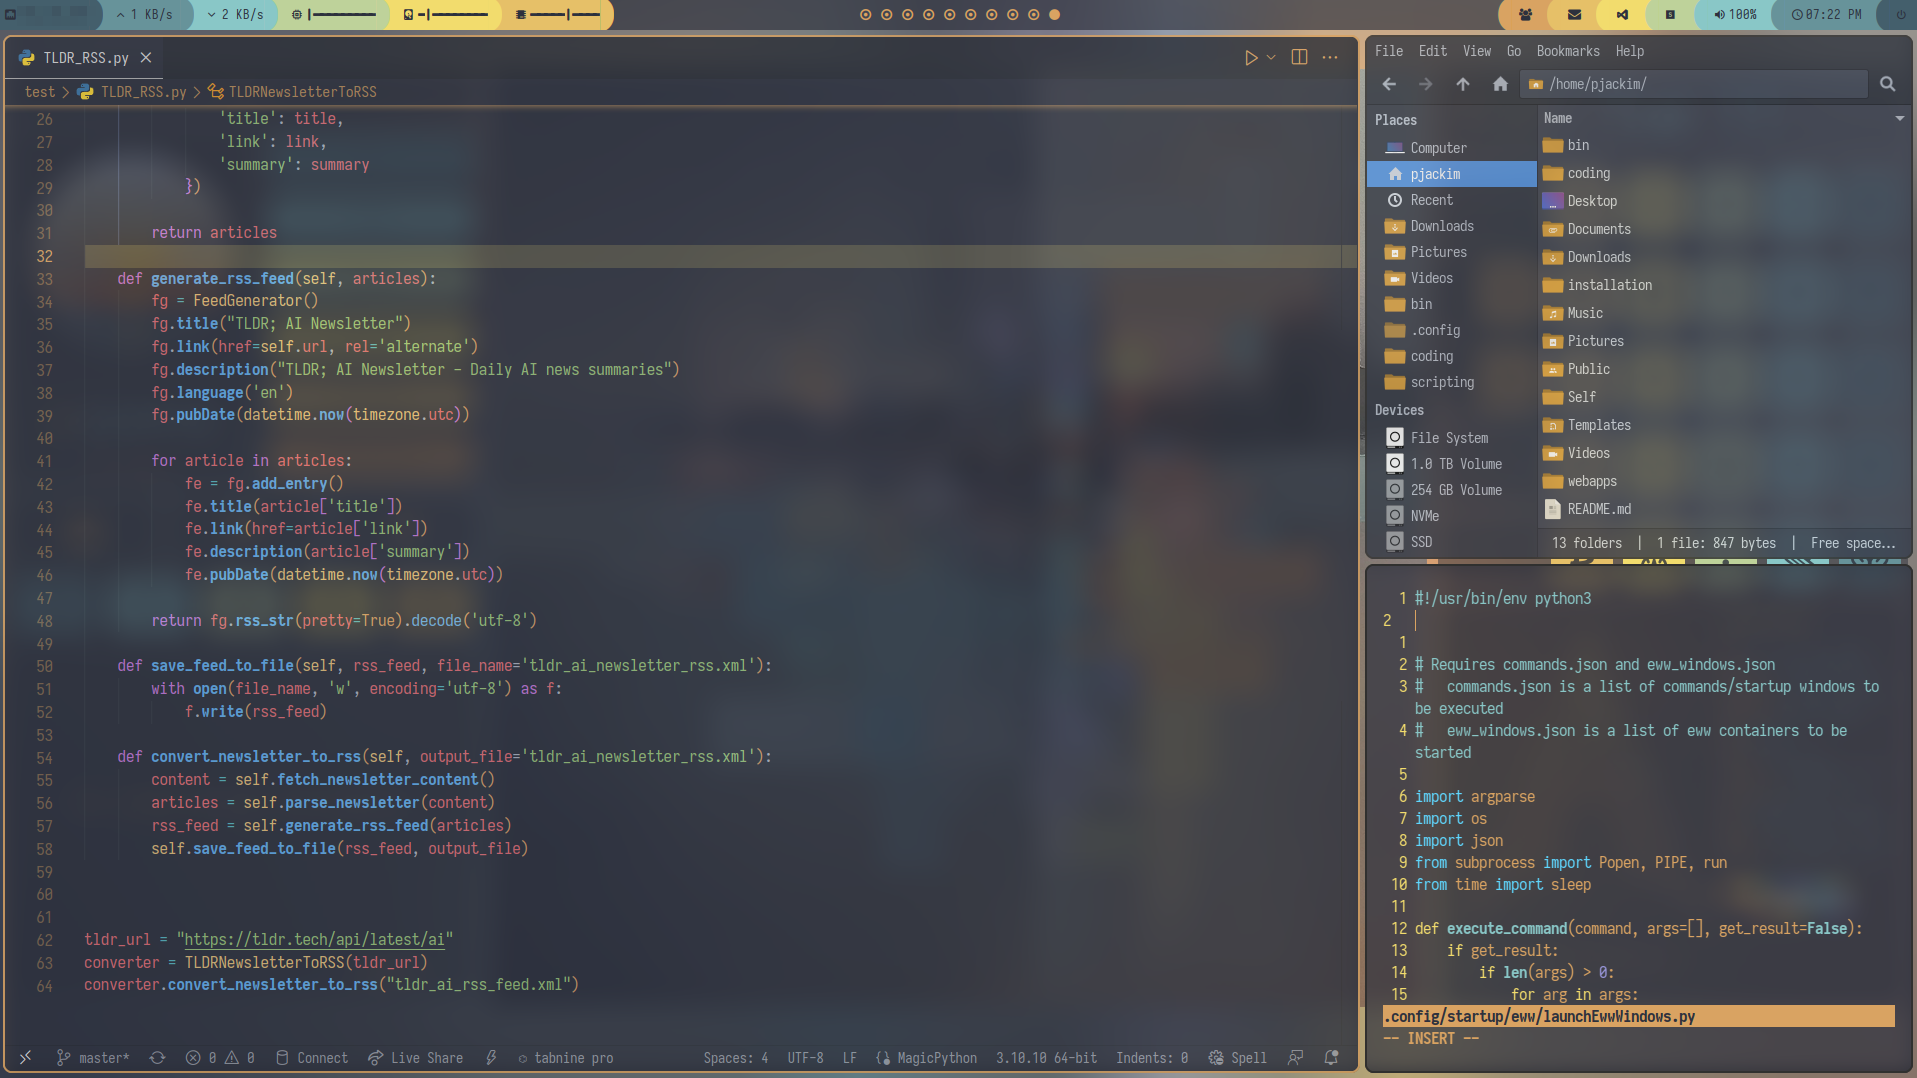 1 KB/s
2 KB/s
100%
07:22 PM
TLDR_RSS.py
test > TLDR_RSS.py > TLDRNewsletterToRSS
26 'title': title,
27 'link': link,
28 'summary': summary
29 })
30
31 return articles
32
33 def generate_rss_feed(self, articles):
34 fg = FeedGenerator()
35 fg.title("TLDR; AI Newsletter")
36 fg.link(href=self.url, rel='alternate')
37 fg.description("TLDR; AI Newsletter - Daily AI news summaries")
38 fg.language('en')
39 fg.pubDate(datetime.now(timezone.utc))
40
41 for article in articles:
42 fe = fg.add_entry()
43 fe.title(article['title'])
44 fe.link(href=article['link'])
45 fe.description(article['summary'])
46 fe.pubDate(datetime.now(timezone.utc))
47
48 return fg.rss_str(pretty=True).decode('utf-8')
49
50 def save_feed_to_file(self, rss_feed, file_name='tldr_ai_newsletter_rss.xml'):
51 with open(file_name, 'w', encoding='utf-8') as f:
52 f.write(rss_feed)
53
54 def convert_newsletter_to_rss(self, output_file='tldr_ai_newsletter_rss.xml'):
55 content = self.fetch_newsletter_content()
56 articles = self.parse_newsletter(content)
57 rss_feed = self.generate_rss_feed(articles)
58 self.save_feed_to_file(rss_feed, output_file)
59
60
61
62 tldr_url = "https://tldr.tech/api/latest/ai"
63 converter = TLDRNewsletterToRSS(tldr_url)
64 converter.convert_newsletter_to_rss("tldr_ai_rss_feed.xml")
master* 0 0 Connect Live Share tabnine pro Spaces: 4 UTF-8 LF MagicPython 3.10.10 64-bit Indents: 0 Spell
File Edit View Go Bookmarks Help
/home/pjackim/
Places
Computer
pjackim
Recent
Downloads
Pictures
Videos
bin
.config
coding
scripting
Devices
File System
1.0 TB Volume
254 GB Volume
NVMe
SSD
Name
bin
coding
Desktop
Documents
Downloads
installation
Music
Pictures
Public
Self
Templates
Videos
webapps
README.md
13 folders | 1 file: 847 bytes | Free space...
1 #!/usr/bin/env python3
2
1
2 # Requires commands.json and eww_windows.json
3 # commands.json is a list of commands/startup windows to
be executed
4 # eww_windows.json is a list of eww containers to be
started
5
6 import argparse
7 import os
8 import json
9 from subprocess import Popen, PIPE, run
10 from time import sleep
11
12 def execute_command(command, args=[], get_result=False):
13 if get_result:
14 if len(args) > 0:
15 for arg in args:
.config/startup/eww/launchEwwWindows.py
-- INSERT --